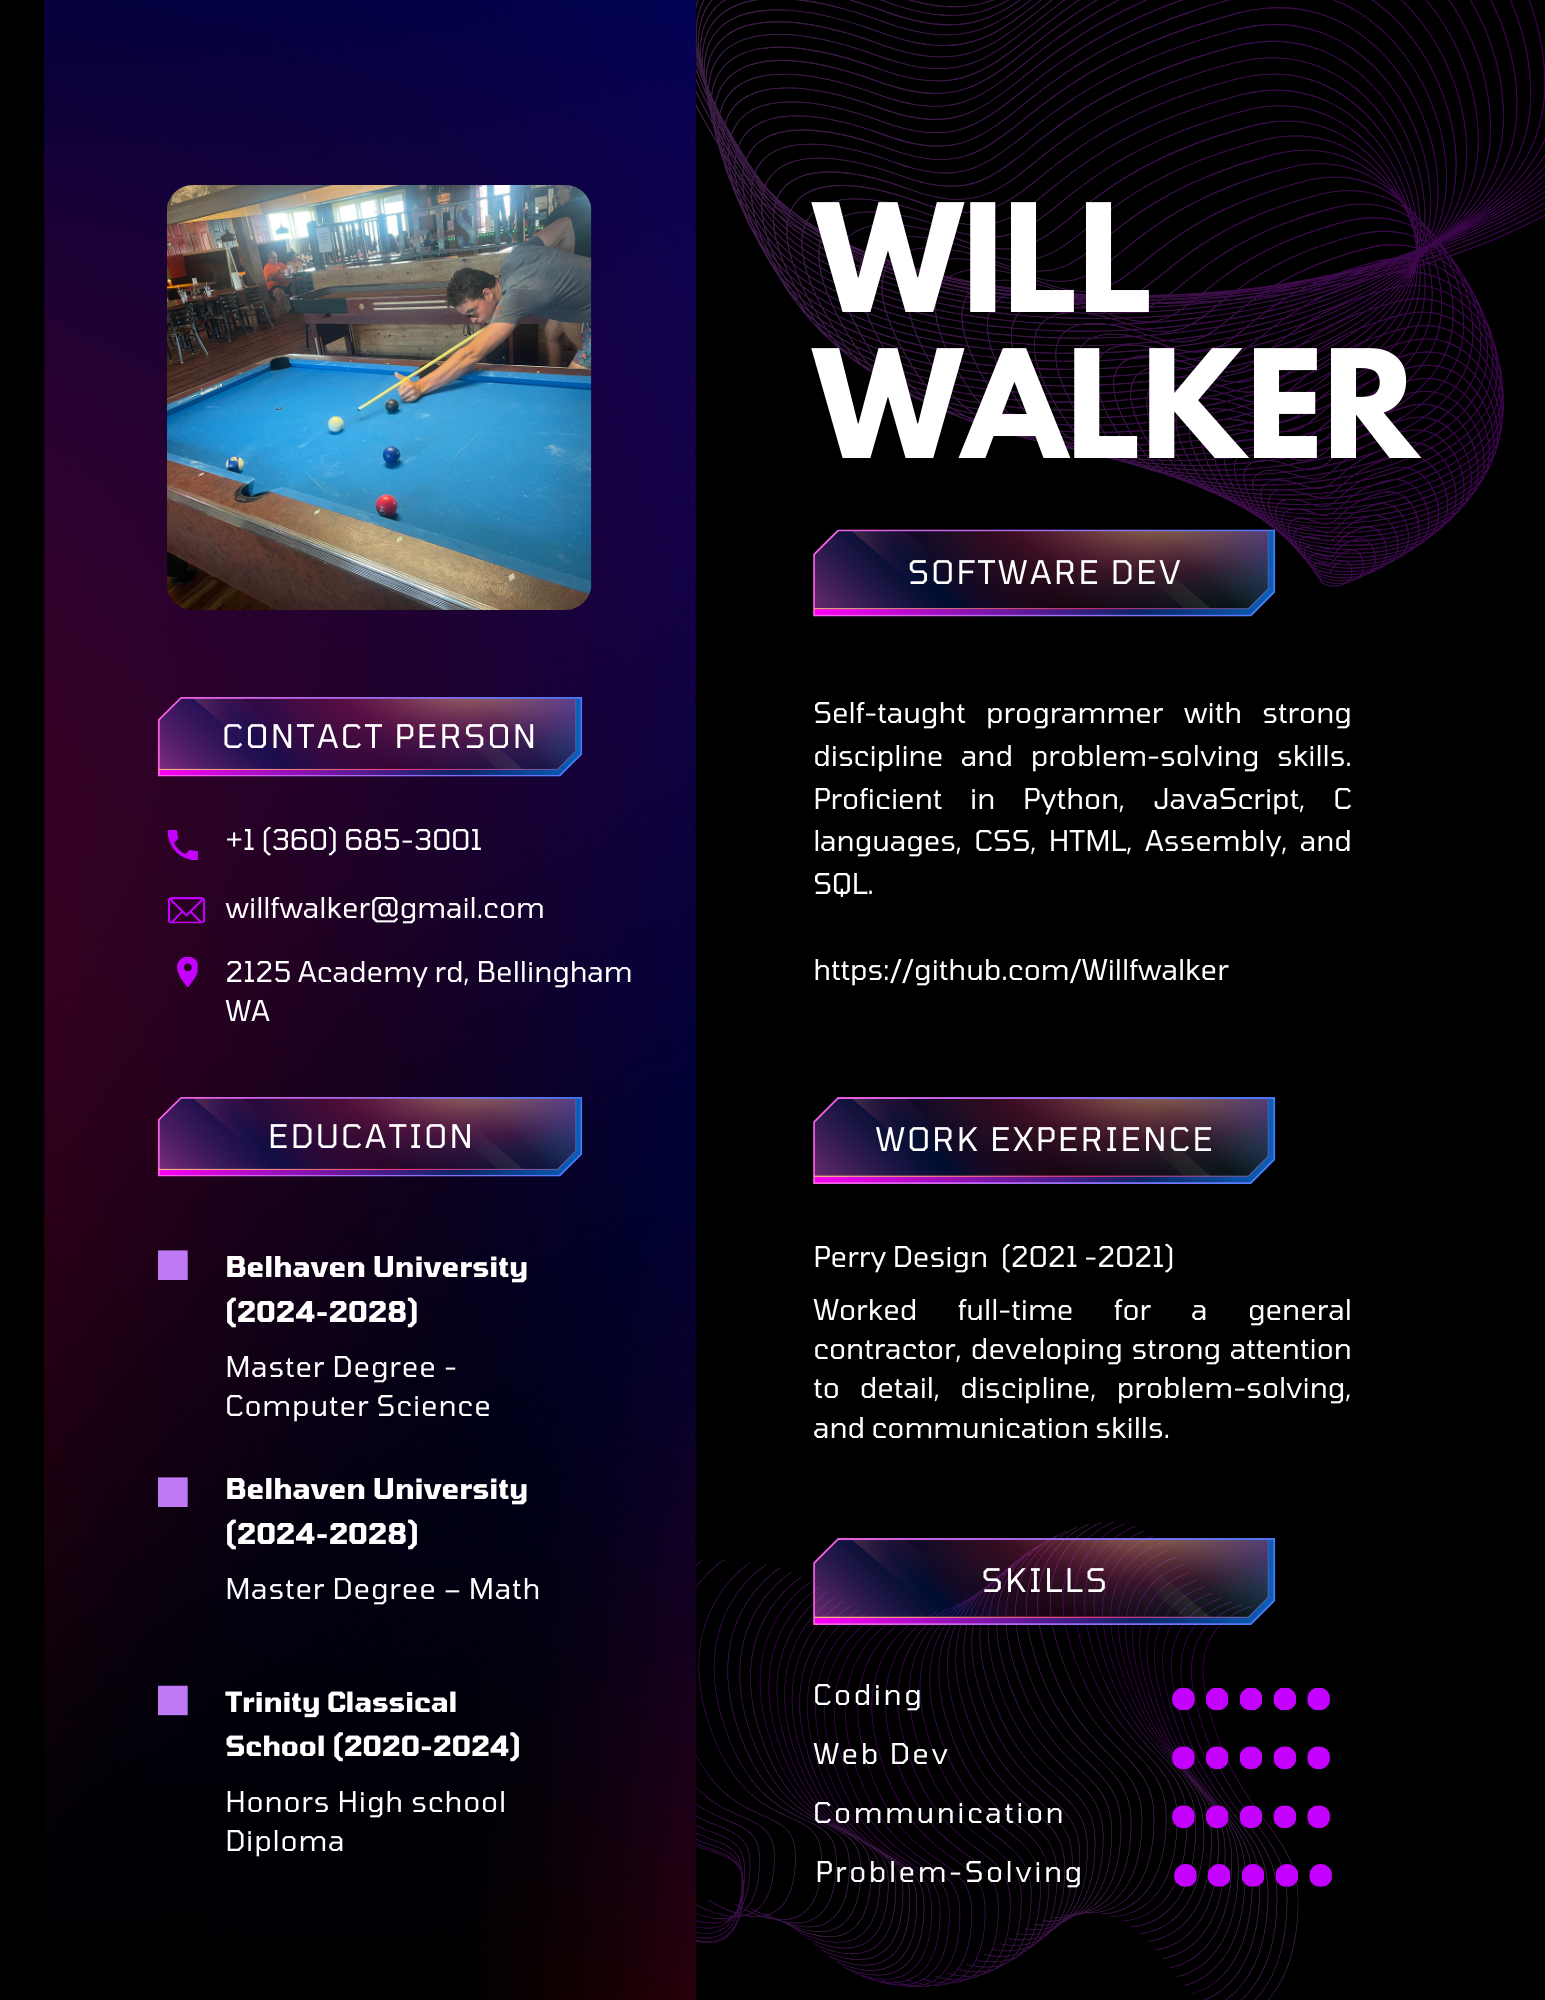 WILL
WALKER
SOFTWARE DEV
Self-taught programmer with strong
discipline and problem-solving skills.
Proficient in Python, JavaScript, C
languages, CSS, HTML, Assembly, and
SQL.
https://github.com/Willfwalker
CONTACT PERSON
+1 (360) 685-3001
willfwalker@gmail.com
2125 Academy rd, Bellingham
WA
EDUCATION
Belhaven University
(2024-2028)
Master Degree -
Computer Science
Belhaven University
(2024-2028)
Master Degree – Math
Trinity Classical
School (2020-2024)
Honors High school
Diploma
WORK EXPERIENCE
Perry Design (2021 -2021)
Worked full-time for a general
contractor, developing strong attention
to detail, discipline, problem-solving,
and communication skills.
SKILLS
Coding
Web Dev
Communication
Problem-Solving